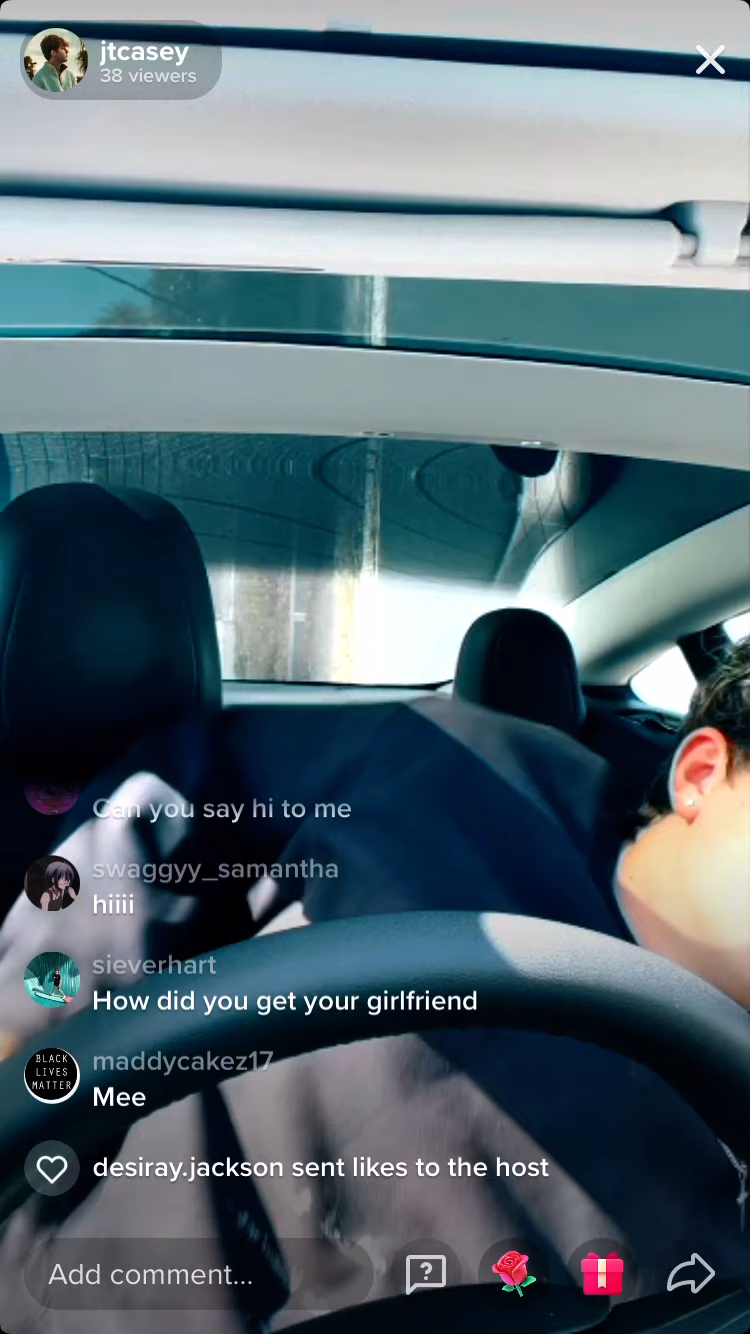 jtcasey
38 viewers
Can you say hi to me
swaggyy_samantha
hiiii
sieverhart
How did you get your girlfriend
BLACK
LIVES
MATTER
maddycakez17
Mee
desiray.jackson sent likes to the host
Add comment...